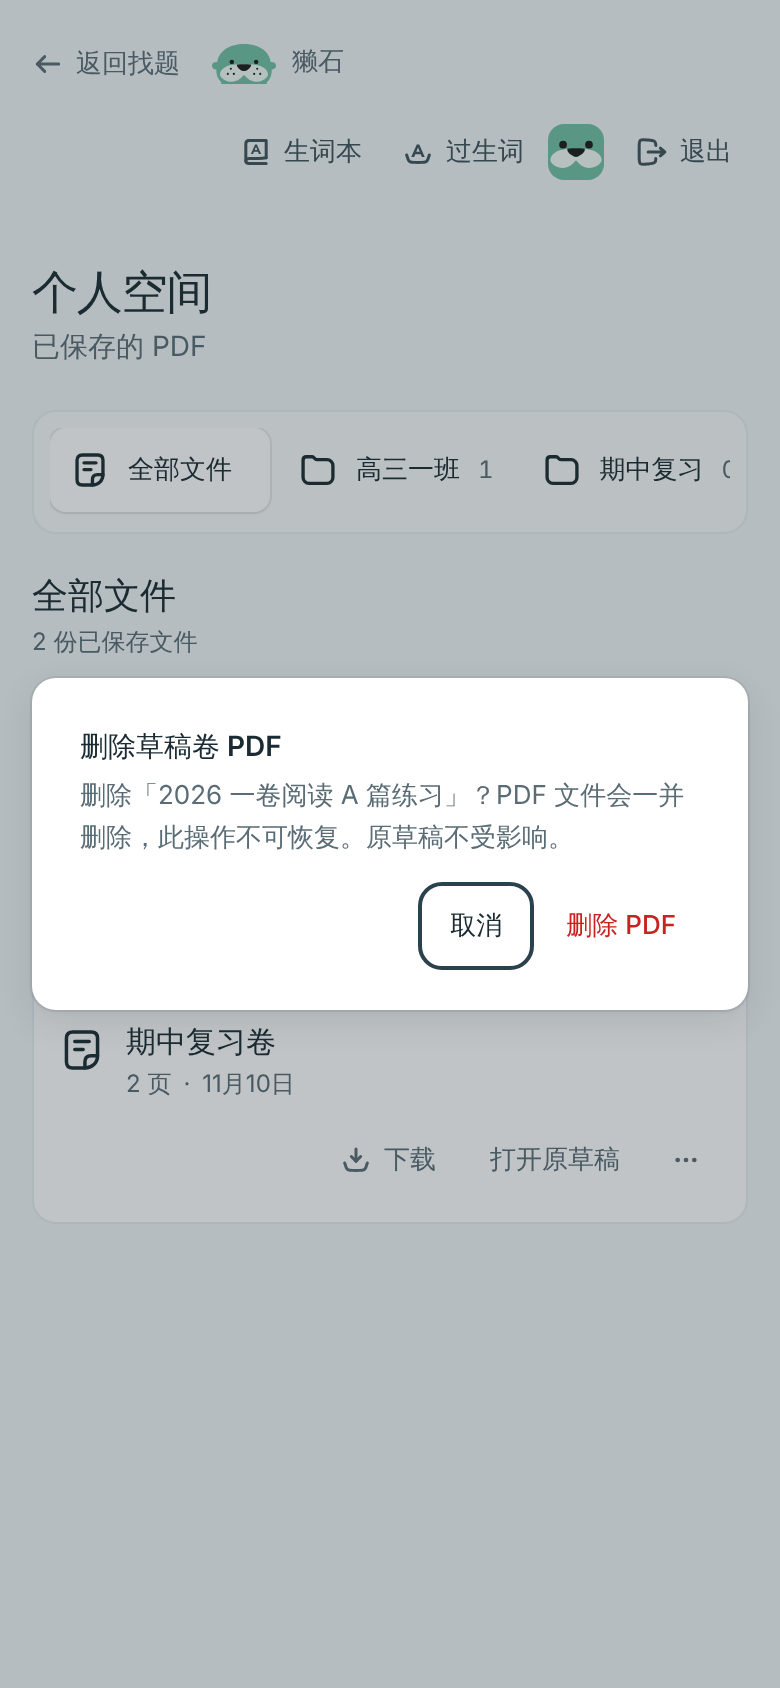 返回找题
獭石
生词本
过生词
退出
个人空间
已保存的 PDF
全部文件
高三一班 1
期中复习 0
全部文件
2 份已保存文件
删除草稿卷 PDF
删除「2026 一卷阅读 A 篇练习」？PDF 文件会一并
删除，此操作不可恢复。原草稿不受影响。
取消
删除 PDF
期中复习卷
2 页 · 11月10日
下载
打开原草稿